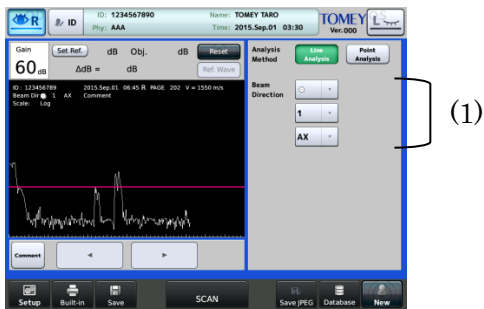 R
ID
ID: 1234567890
Name: TOMEY TARO
Phy: AAA
Time: 2015.Sep.01 03:30
TOMEY
Ver.000
L
Gain
60 dB
Set Ref. dB Obj. dB Reset
ΔdB = dB Ref. Wave
ID : 123456789 2015.Sep.01 06:45 R PAGE 202 V = 1550 m/s
Beam Dir 1 AX Comment
Scale: Log
Comment
Analysis Method
Line Analysis
Point Analysis
Beam Direction
1
AX
(1)
Setup
Built-in
Save
SCAN
Save JPEG
Database
New